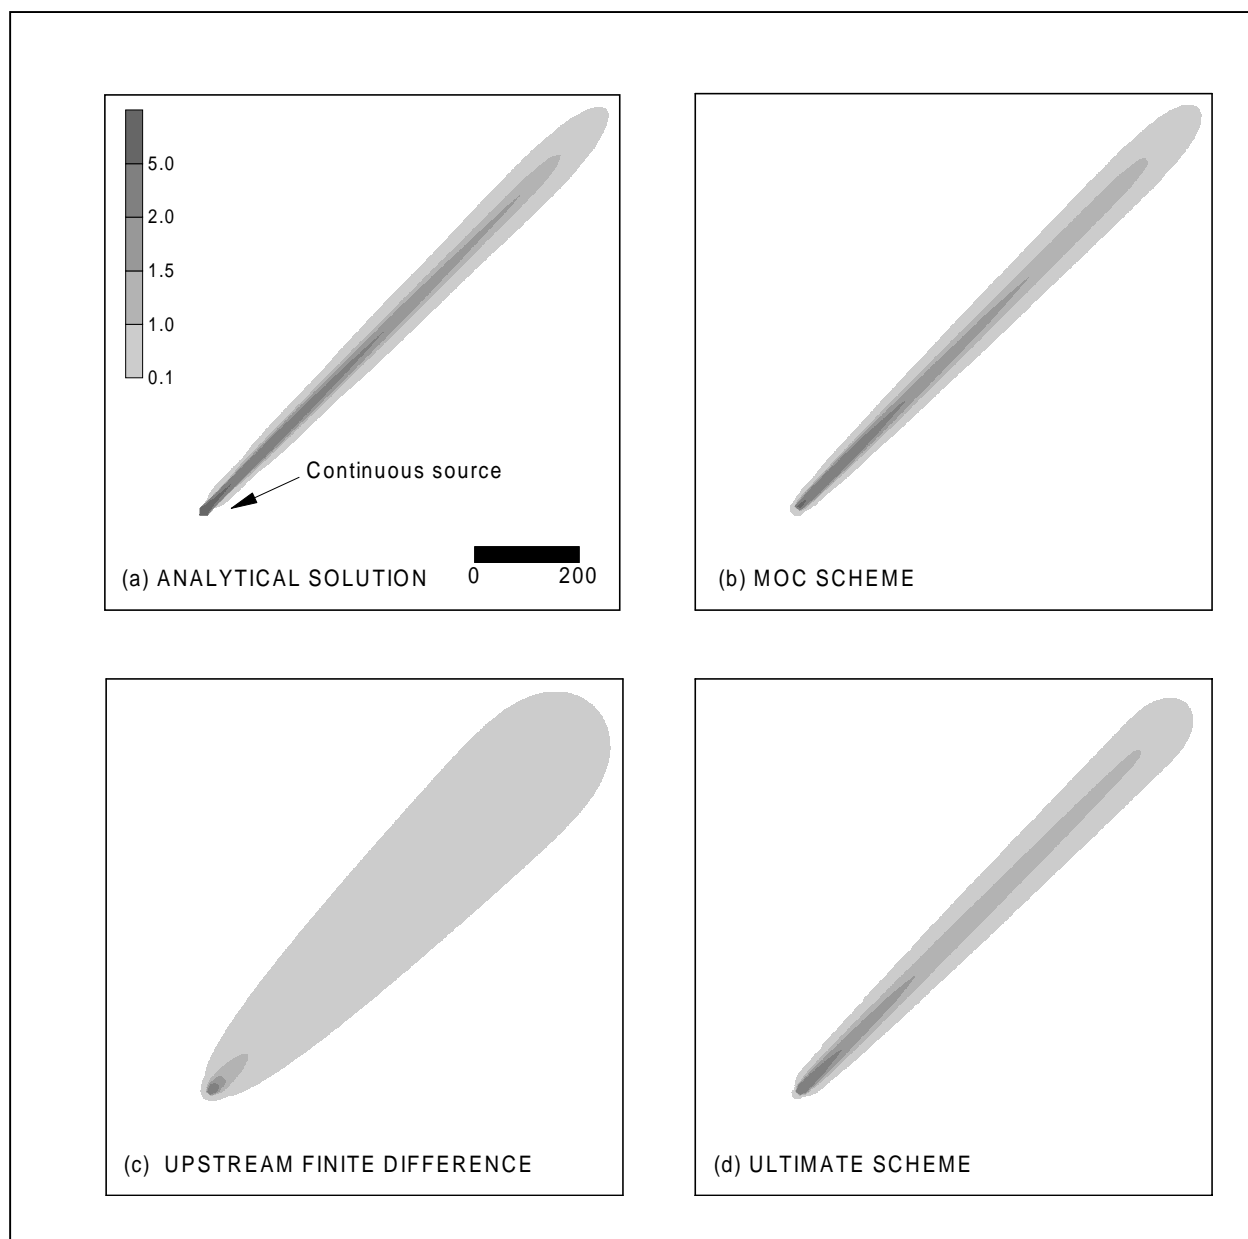 5.0
2.0
1.5
1.0
0.1
Continuous source
(a) ANALYTICAL SOLUTION
0 200
(b) MOC SCHEME
(c) UPSTREAM FINITE DIFFERENCE
(d) ULTIMATE SCHEME